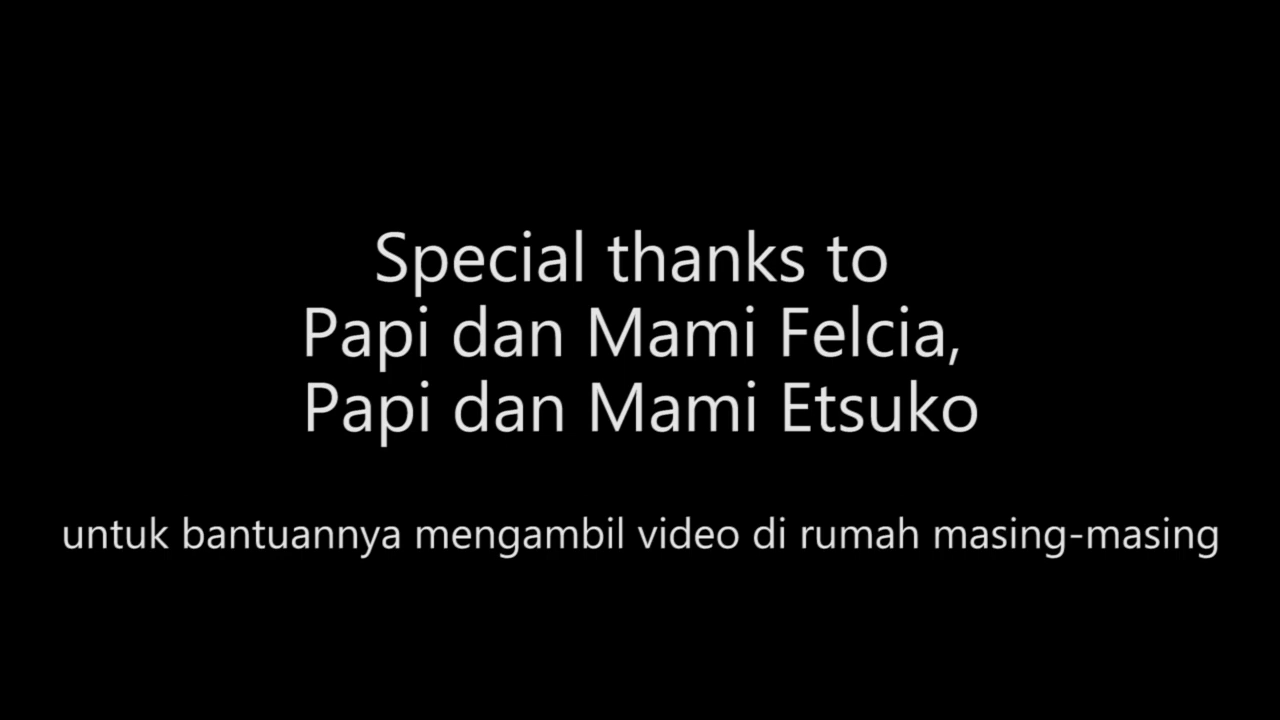 Special thanks to
Papi dan Mami Felcia,
Papi dan Mami Etsuko
untuk bantuannya mengambil video di rumah masing-masing